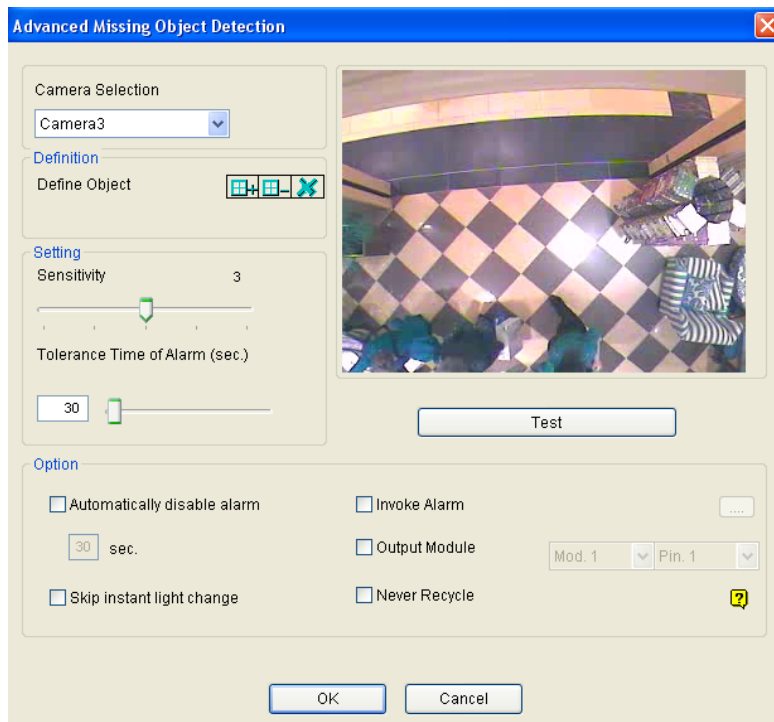 Advanced Missing Object Detection
Camera Selection
Camera3
Definition
Define Object
Setting
Sensitivity 3
Tolerance Time of Alarm (sec.)
30
Test
Option
Automatically disable alarm
30 sec.
Skip instant light change
Invoke Alarm
....
Output Module
Mod. 1
Pin. 1
Never Recycle
?
OK
Cancel